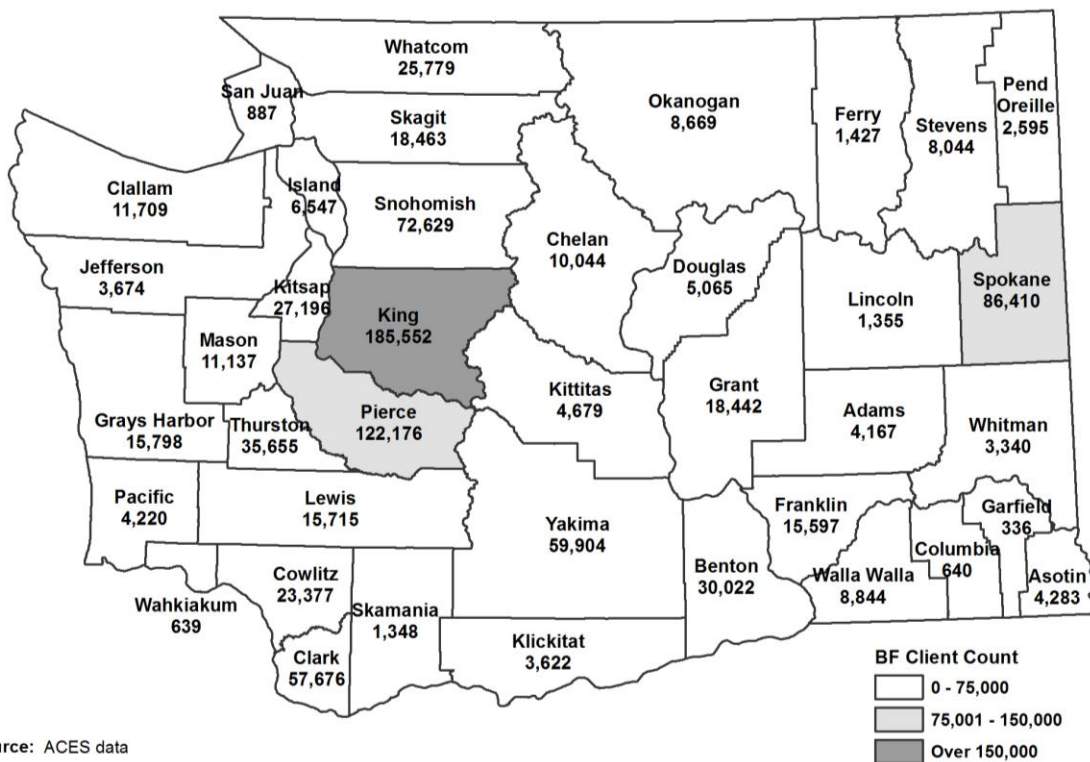 Whatcom
25,779
San Juan
887
Skagit
18,463
Okanogan
8,669
Ferry
1,427
Stevens
8,044
Pend
Oreille
2,595
Clallam
11,709
Island
6,547
Snohomish
72,629
Chelan
10,044
Douglas
5,065
Jefferson
3,674
Kitsap
27,196
King
185,552
Lincoln
1,355
Spokane
86,410
Mason
11,137
Kittitas
4,679
Grant
18,442
Adams
4,167
Whitman
3,340
Grays Harbor
15,798
Thurston
35,655
Pierce
122,176
Pacific
4,220
Lewis
15,715
Yakima
59,904
Benton
30,022
Franklin
15,597
Walla Walla
8,844
Columbia
640
Garfield
336
Asotin
4,283
Wahkiakum
639
Cowlitz
23,377
Skamania
1,348
Clark
57,676
Klickitat
3,622
BF Client Count
0 - 75,000
75,001 - 150,000
Over 150,000
urce: ACES data